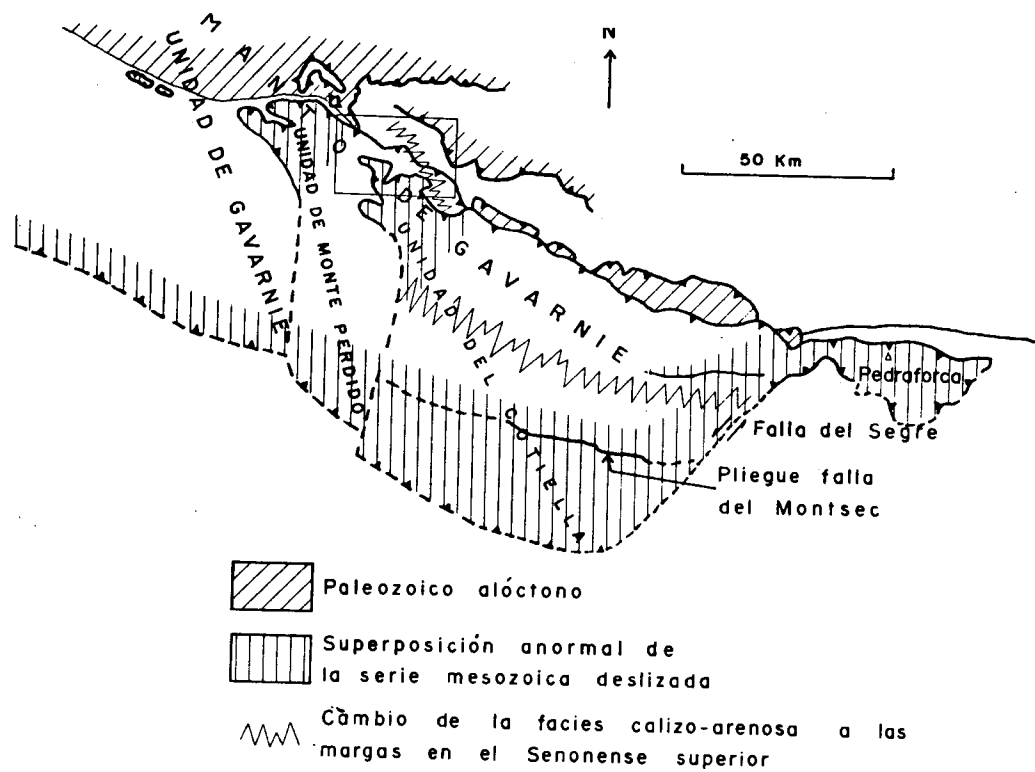 N
50 Km
MANTO DE GAVARNIE
UNIDAD DE GAVARNIE
UNIDAD DE MONTE PERDIDO
UNIDAD DEL COTIELLA
Pedraforca
Falla del Segre
Pliegue falla
del Montsec
Paleozoico alóctono
Superposición anormal de
la serie mesozoica deslizada
Cambio de la facies calizo-arenosa a las
margas en el Senonense superior